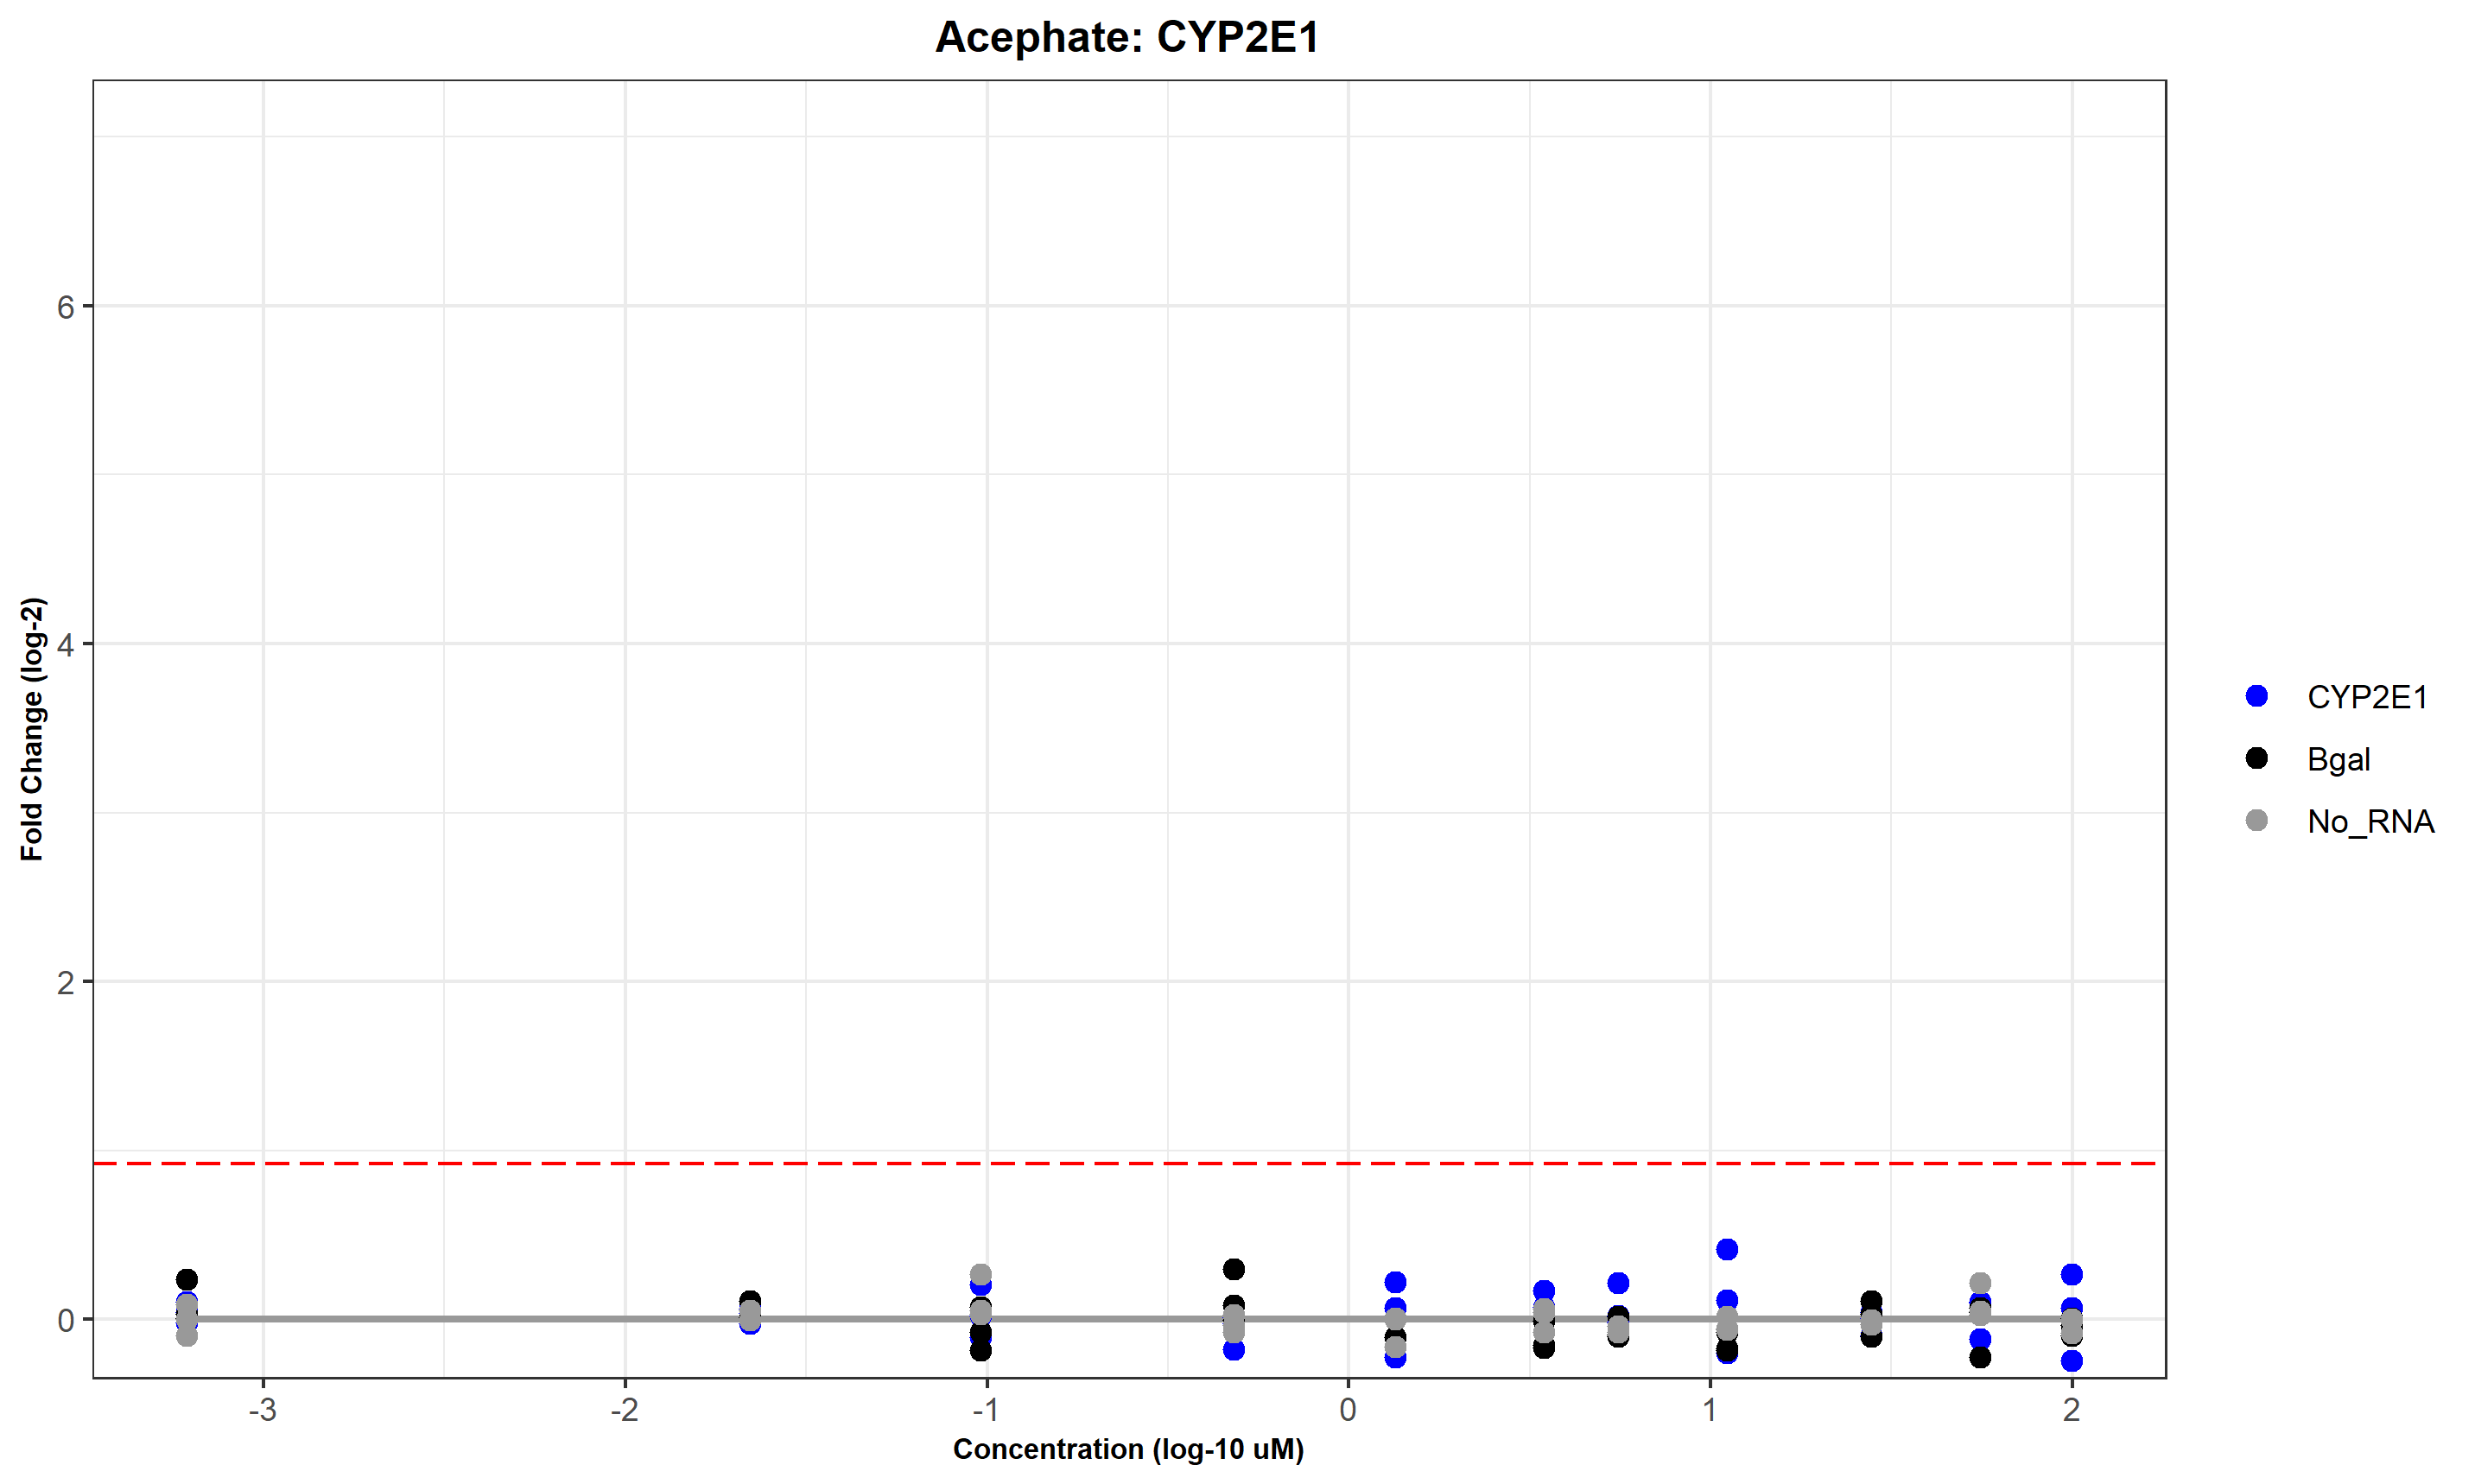 Acephate: CYP2E1
Fold Change (log-2)
6
4
2
0
-3
-2
-1
0
1
2
Concentration (log-10 uM)
CYP2E1
Bgal
No_RNA